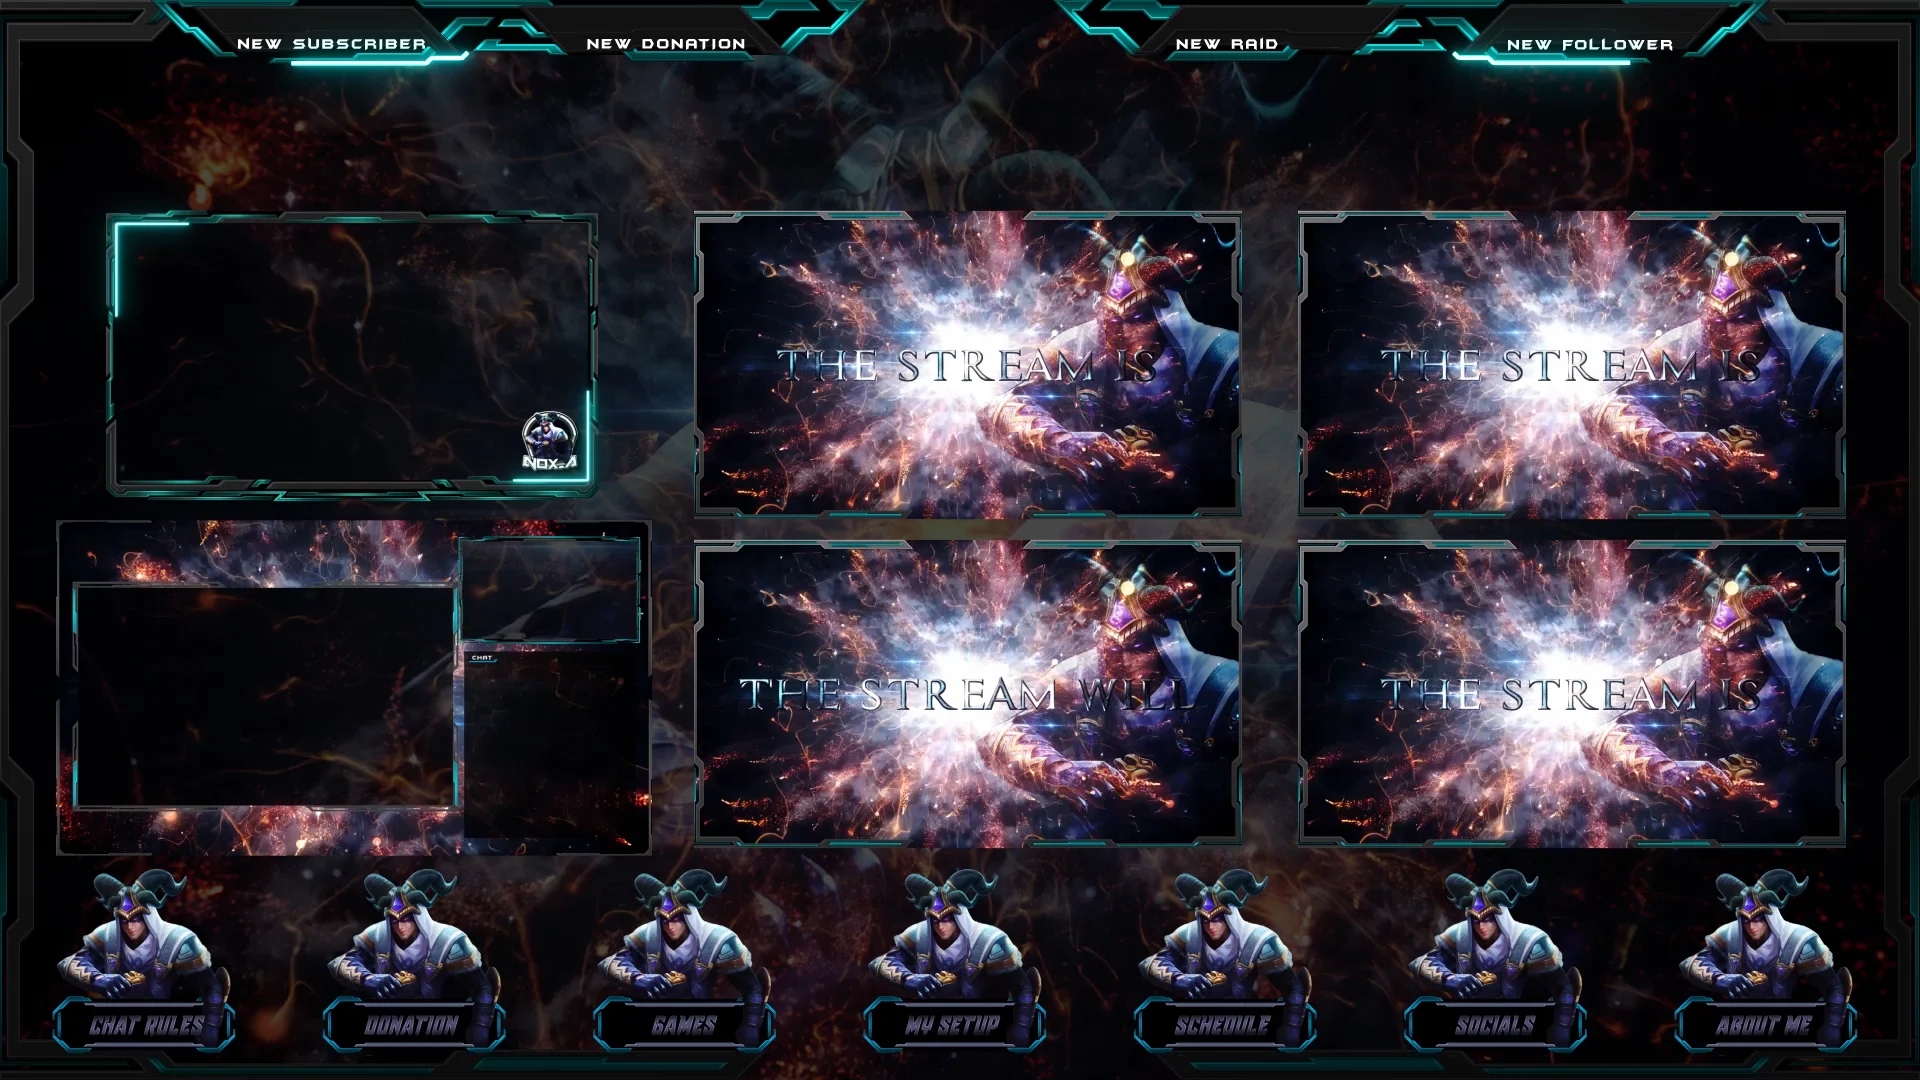 NEW SUBSCRIBER
NEW DONATION
NEW RAID
NEW FOLLOWER
THE STREAM IS
THE STREAM IS
NOX_A
CHAT
THE STREAM WILL
THE STREAM IS
CHAT RULES
DONATION
GAMES
MY SETUP
SCHEDULE
SOCIALS
ABOUT ME